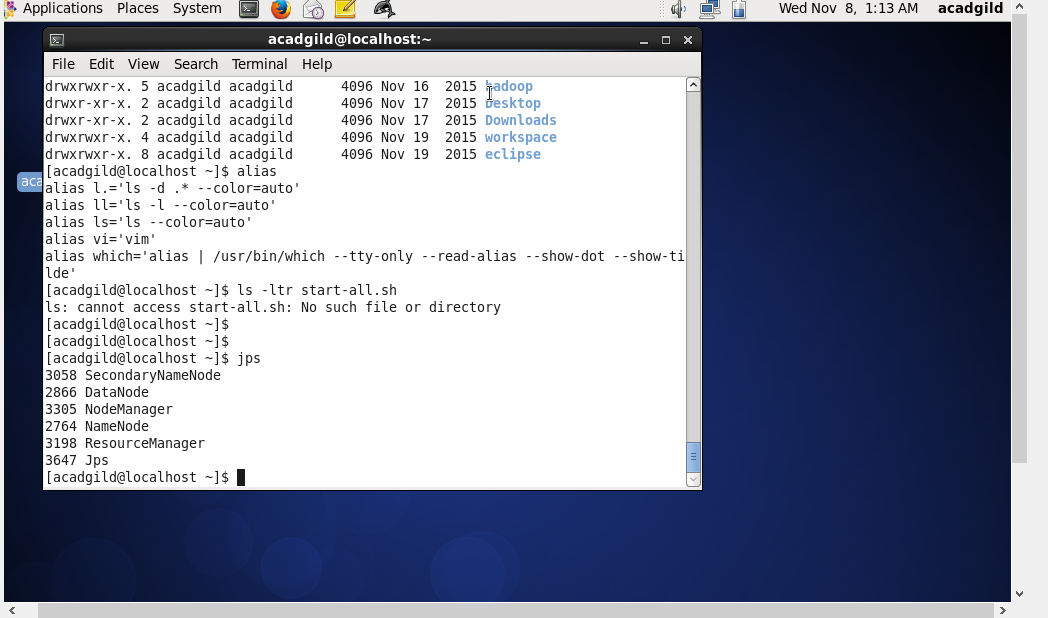 Applications Places System Wed Nov 8, 1:13 AM acadgild
acadgild@localhost:~
File Edit View Search Terminal Help
drwxrwxr-x. 5 acadgild acadgild 4096 Nov 16 2015 hadoop
drwxr-xr-x. 2 acadgild acadgild 4096 Nov 17 2015 Desktop
drwxr-xr-x. 2 acadgild acadgild 4096 Nov 17 2015 Downloads
drwxrwxr-x. 4 acadgild acadgild 4096 Nov 19 2015 workspace
drwxrwxr-x. 8 acadgild acadgild 4096 Nov 19 2015 eclipse
[acadgild@localhost ~]$ alias
alias l.='ls -d .* --color=auto'
aca
alias ll='ls -l --color=auto'
alias ls='ls --color=auto'
alias vi='vim'
alias which='alias | /usr/bin/which --tty-only --read-alias --show-dot --show-ti
lde'
[acadgild@localhost ~]$ ls -ltr start-all.sh
ls: cannot access start-all.sh: No such file or directory
[acadgild@localhost ~]$
[acadgild@localhost ~]$
[acadgild@localhost ~]$ jps
3058 SecondaryNameNode
2866 DataNode
3305 NodeManager
2764 NameNode
3198 ResourceManager
3647 Jps
[acadgild@localhost ~]$